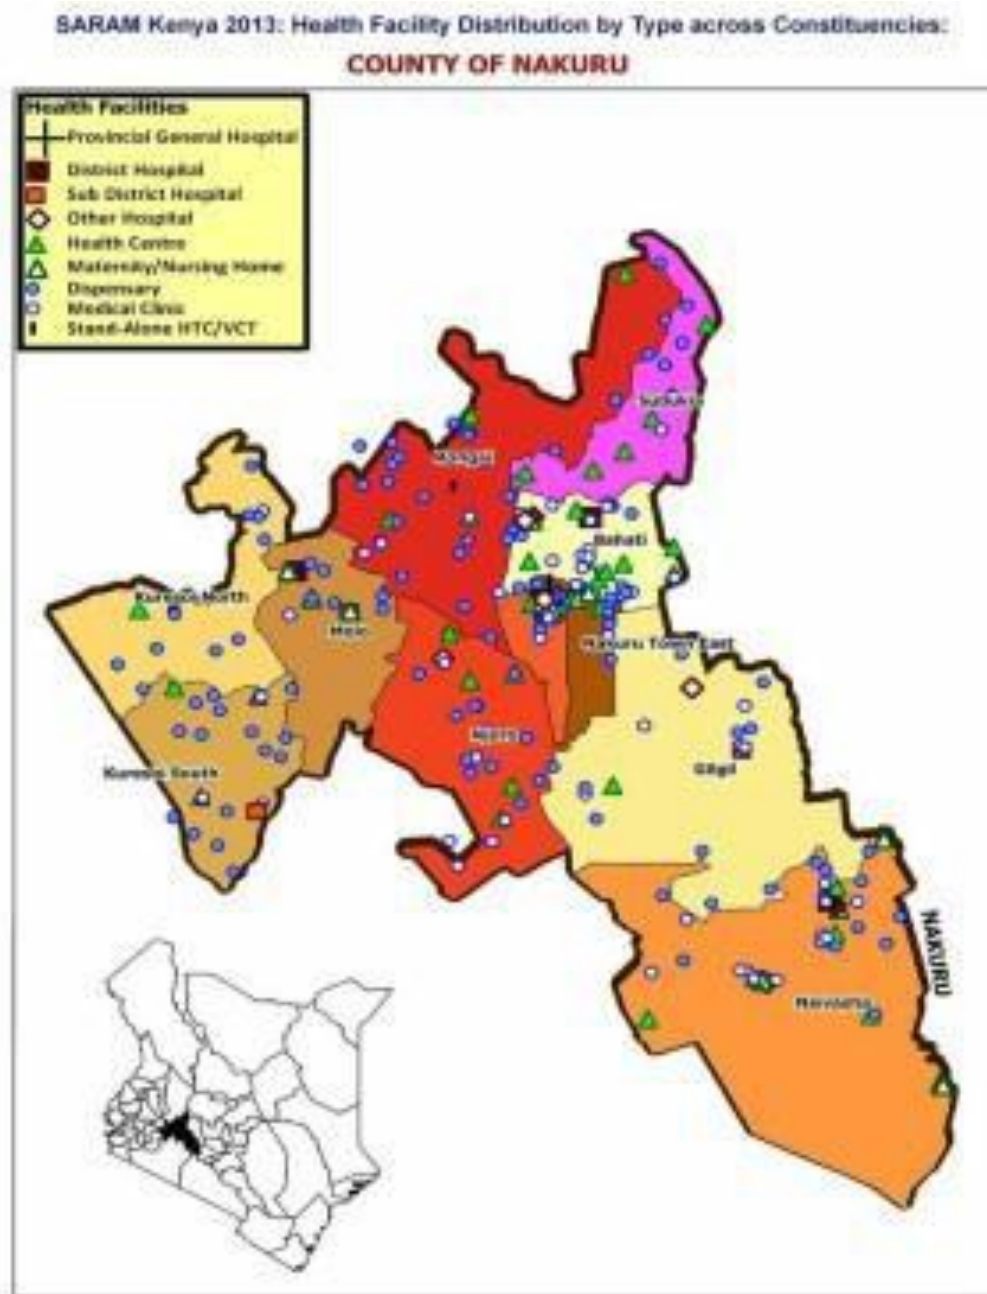 SARAM Kenya 2013: Health Facility Distribution by Type across Constituencies:
COUNTY OF NAKURU
Health Facilities
Provincial General Hospital
District Hospital
Sub District Hospital
Other Hospital
Health Centre
Maternity/Nursing Home
Dispensary
Medical Clinic
Stand-Alone HTC/VCT
Rongai
Bahati
Kuresoi North
Molo
Nakuru Town East
Njoro
Gilgil
Kuresoi South
Naivasha
NAKURU